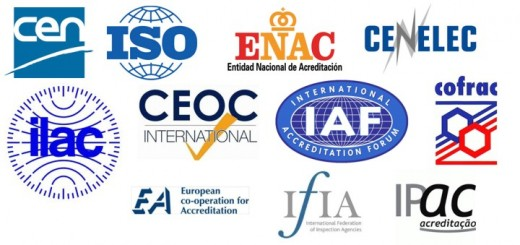 cen
ISO
ENAC
Entidad Nacional de Acreditación
CENELEC
ilac
CEOC
INTERNATIONAL
INTERNATIONAL
IAF
ACCREDITATION FORUM
cofrac
EA
European
co-operation for
Accreditation
IfIA
International Federation
of Inspection Agencies
IPac
acreditação